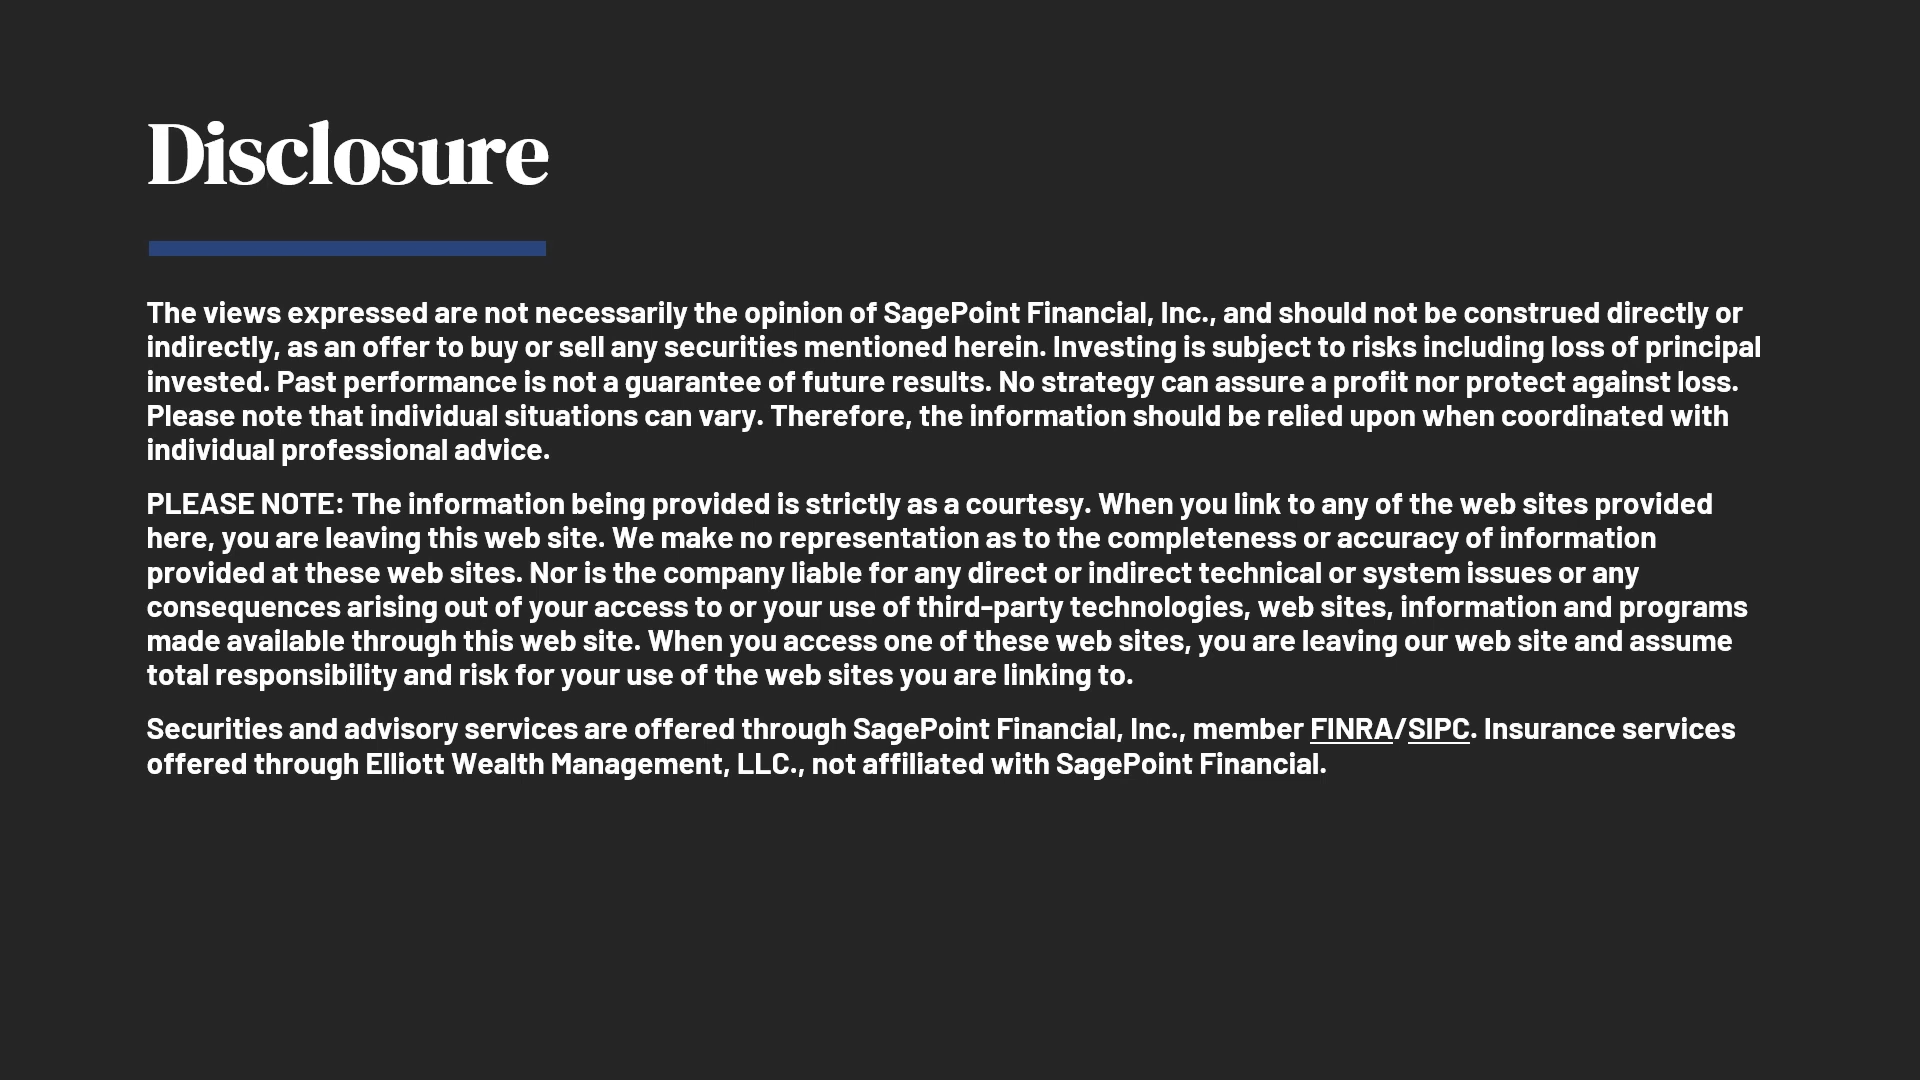 Disclosure
The views expressed are not necessarily the opinion of SagePoint Financial, Inc., and should not be construed directly or
indirectly, as an offer to buy or sell any securities mentioned herein. Investing is subject to risks including loss of principal
invested. Past performance is not a guarantee of future results. No strategy can assure a profit nor protect against loss.
Please note that individual situations can vary. Therefore, the information should be relied upon when coordinated with
individual professional advice.
PLEASE NOTE: The information being provided is strictly as a courtesy. When you link to any of the web sites provided
here, you are leaving this web site. We make no representation as to the completeness or accuracy of information
provided at these web sites. Nor is the company liable for any direct or indirect technical or system issues or any
consequences arising out of your access to or your use of third-party technologies, web sites, information and programs
made available through this web site. When you access one of these web sites, you are leaving our web site and assume
total responsibility and risk for your use of the web sites you are linking to.
Securities and advisory services are offered through SagePoint Financial, Inc., member FINRA/SIPC. Insurance services
offered through Elliott Wealth Management, LLC., not affiliated with SagePoint Financial.